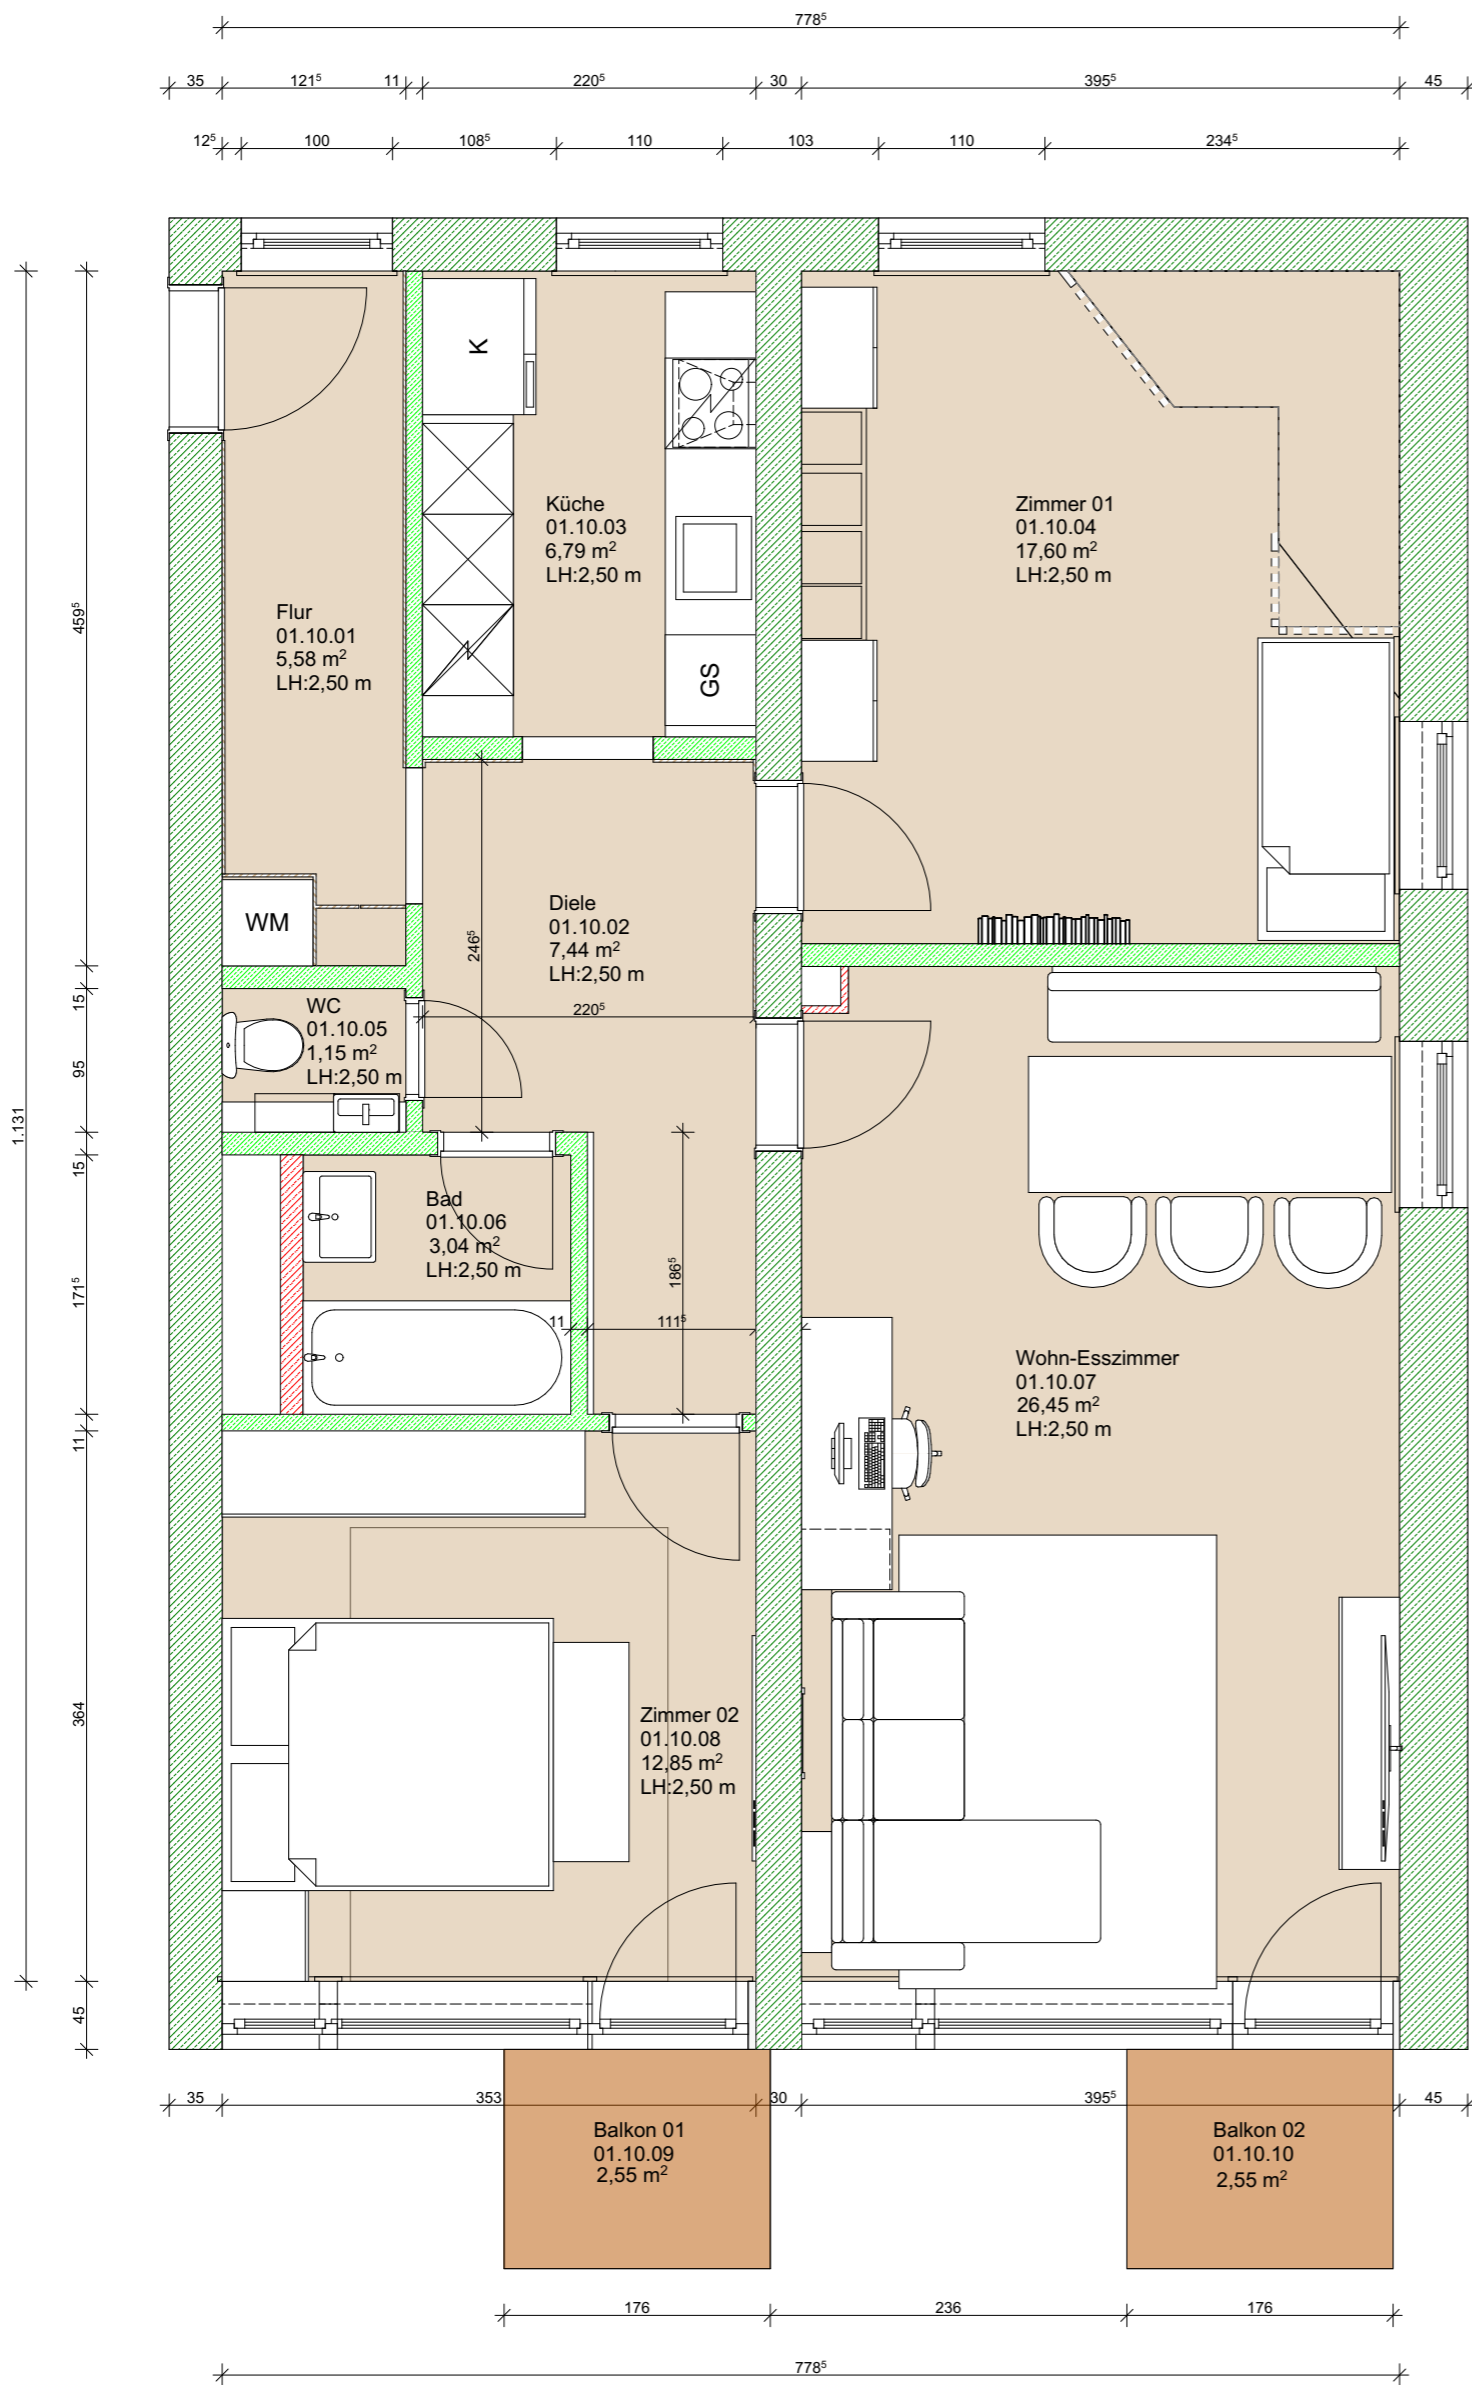 778⁵
35 121⁵ 11 220⁵ 30 395⁵ 45
12⁵ 100 108⁵ 110 103 110 234⁵
K
Küche
01.10.03
6,79 m²
LH:2,50 m
Zimmer 01
01.10.04
17,60 m²
LH:2,50 m
Flur
01.10.01
5,58 m²
LH:2,50 m
GS
459⁵
WM
Diele
01.10.02
7,44 m²
LH:2,50 m
246⁵
220⁵
WC
01.10.05
1,15 m²
LH:2,50 m
15
95
1.131
15
Bad
01.10.06
3,04 m²
LH:2,50 m
186⁵
171⁵
11 111⁵
Wohn-Esszimmer
01.10.07
26,45 m²
LH:2,50 m
11
364
Zimmer 02
01.10.08
12,85 m²
LH:2,50 m
45
35 353 30 395⁵ 45
Balkon 01
01.10.09
2,55 m²
Balkon 02
01.10.10
2,55 m²
176 236 176
778⁵